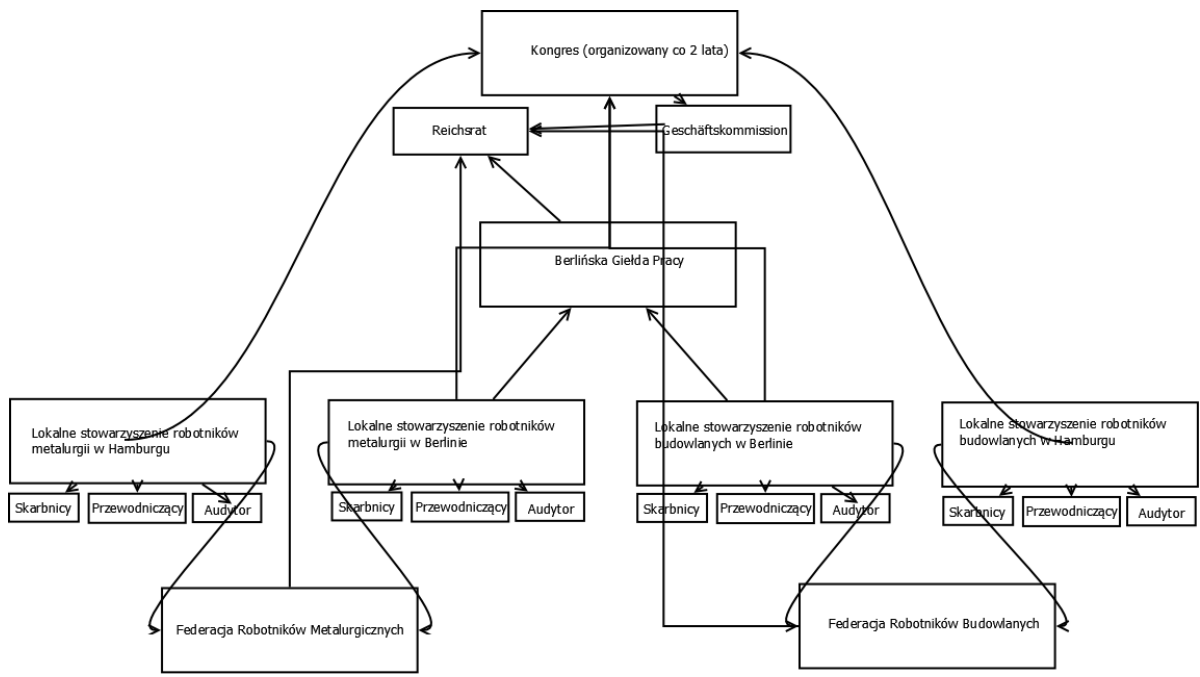 Kongres (organizowany co 2 lata)
Reichsrat
Geschäftskommission
Berlińska Giełda Pracy
Lokalne stowarzyszenie robotników
metalurgii w Hamburgu
Lokalne stowarzyszenie robotników
metalurgii w Berlinie
Lokalne stowarzyszenie robotników
budowlanych w Berlinie
Lokalne stowarzyszenie robotników
budowlanych w Hamburgu
Skarbnicy
Przewodniczący
Audytor
Skarbnicy
Przewodniczący
Audytor
Skarbnicy
Przewodniczący
Audytor
Skarbnicy
Przewodniczący
Audytor
Federacja Robotników Metalurgicznych
Federacja Robotników Budowlanych